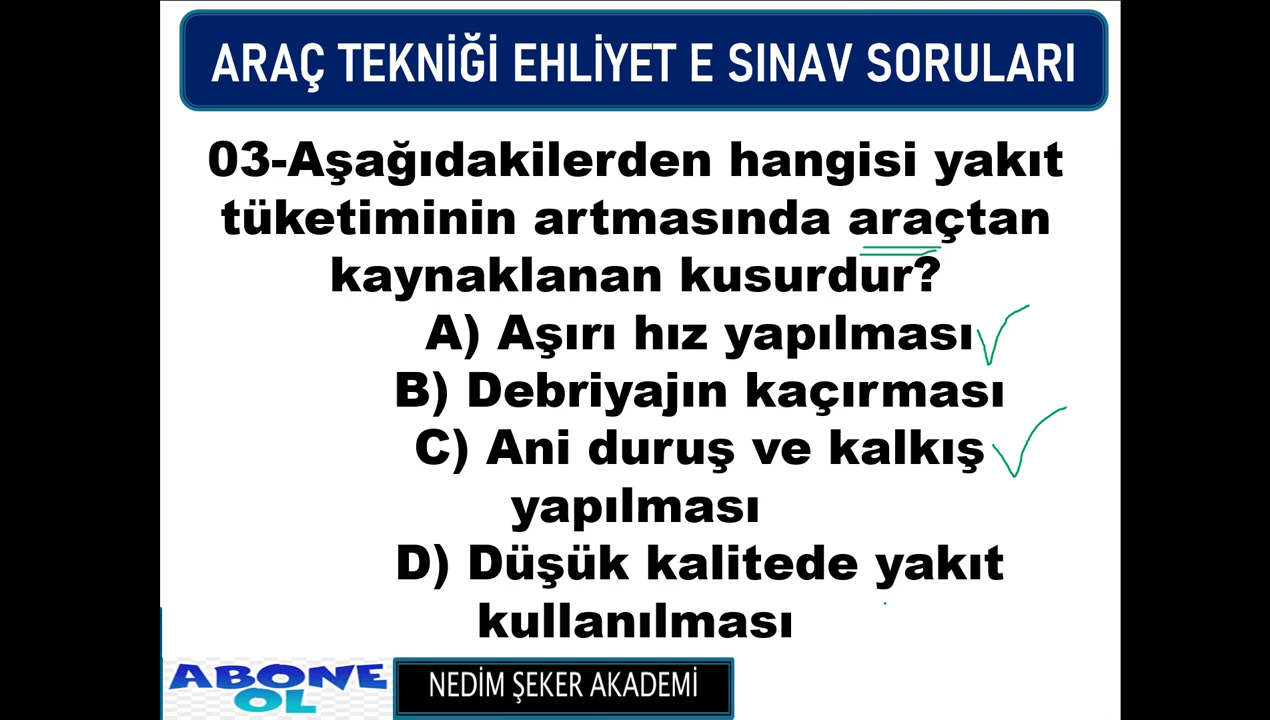 ARAÇ TEKNİĞİ EHLİYET E SINAV SORULARI
03-Aşağıdakilerden hangisi yakıt
tüketiminin artmasında araçtan
kaynaklanan kusurdur?
A) Aşırı hız yapılması
B) Debriyajın kaçırması
C) Ani duruş ve kalkış
yapılması
D) Düşük kalitede yakıt
kullanılması
ABONE
OL
NEDİM ŞEKER AKADEMİ